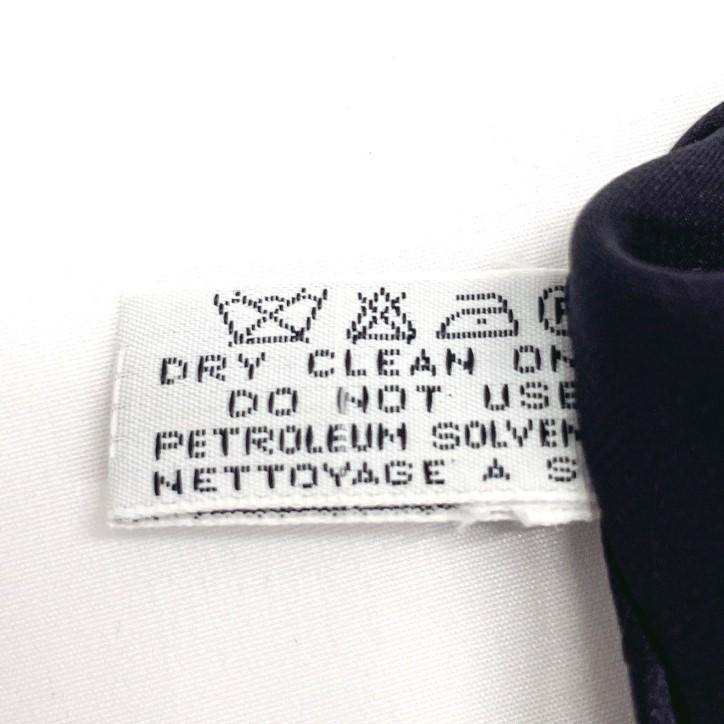 DRY CLEAN ON
DO NOT USE
PETROLEUM SOLVEN
NETTOYAGE A S